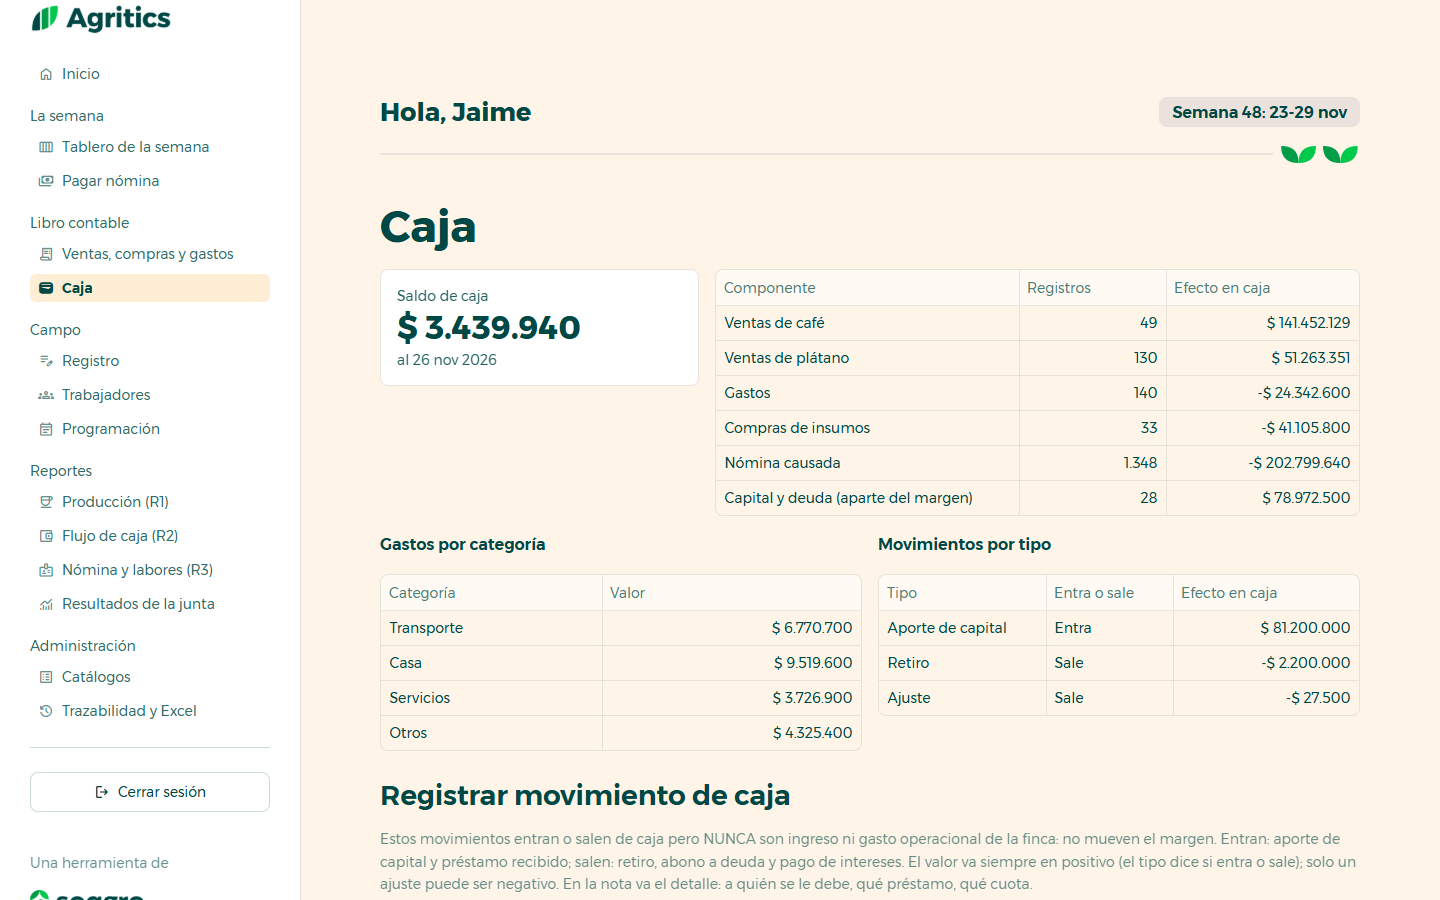 Agritics
Inicio
La semana
Tablero de la semana
Pagar nómina
Libro contable
Ventas, compras y gastos
Caja
Campo
Registro
Trabajadores
Programación
Reportes
Producción (R1)
Flujo de caja (R2)
Nómina y labores (R3)
Resultados de la junta
Administración
Catálogos
Trazabilidad y Excel
Cerrar sesión
Una herramienta de
Hola, Jaime
Semana 48: 23-29 nov
Caja
Saldo de caja
$ 3.439.940
al 26 nov 2026
Componente Registros Efecto en caja
Ventas de café 49 $ 141.452.129
Ventas de plátano 130 $ 51.263.351
Gastos 140 -$ 24.342.600
Compras de insumos 33 -$ 41.105.800
Nómina causada 1.348 -$ 202.799.640
Capital y deuda (aparte del margen) 28 $ 78.972.500
Gastos por categoría
Categoría Valor
Transporte $ 6.770.700
Casa $ 9.519.600
Servicios $ 3.726.900
Otros $ 4.325.400
Movimientos por tipo
Tipo Entra o sale Efecto en caja
Aporte de capital Entra $ 81.200.000
Retiro Sale -$ 2.200.000
Ajuste Sale -$ 27.500
Registrar movimiento de caja
Estos movimientos entran o salen de caja pero NUNCA son ingreso ni gasto operacional de la finca: no mueven el margen. Entran: aporte de
capital y préstamo recibido; salen: retiro, abono a deuda y pago de intereses. El valor va siempre en positivo (el tipo dice si entra o sale); solo un
ajuste puede ser negativo. En la nota va el detalle: a quién se le debe, qué préstamo, qué cuota.